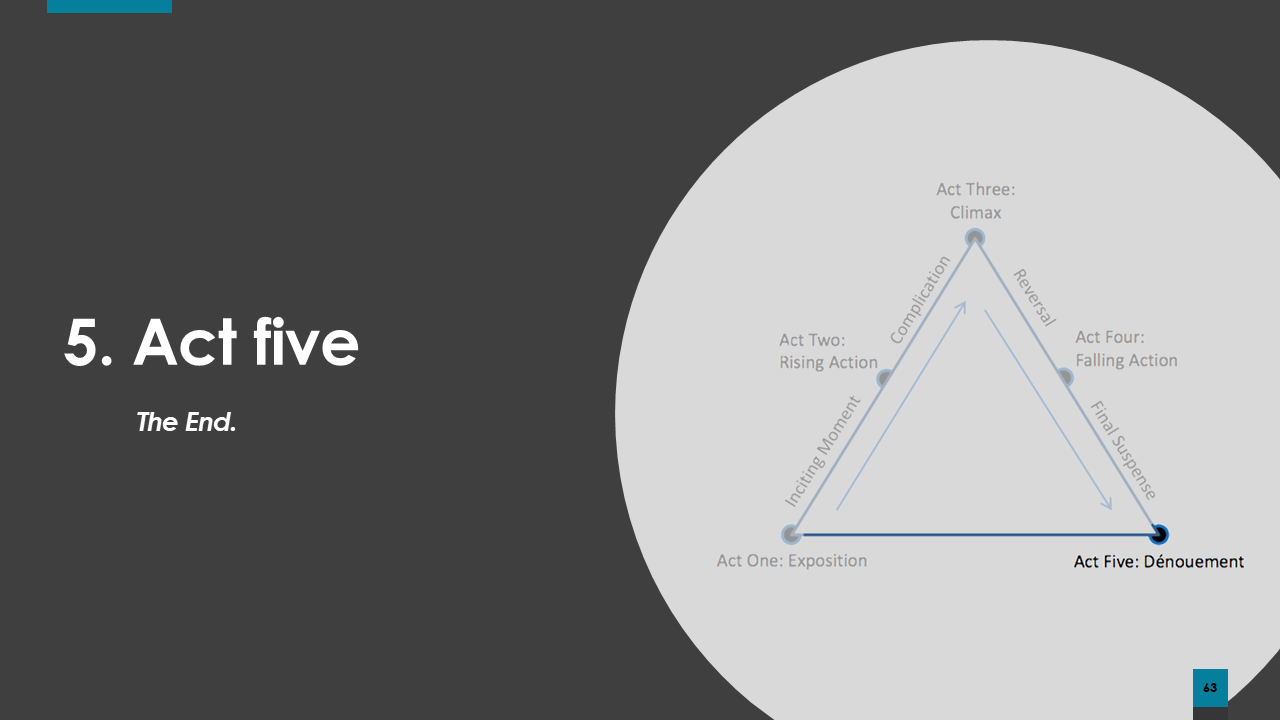 5. Act five
The End.
Act Three:
Climax
Complication
Reversal
Act Two:
Rising Action
Act Four:
Falling Action
Inciting Moment
Final Suspense
Act One: Exposition
Act Five: Dénouement
63